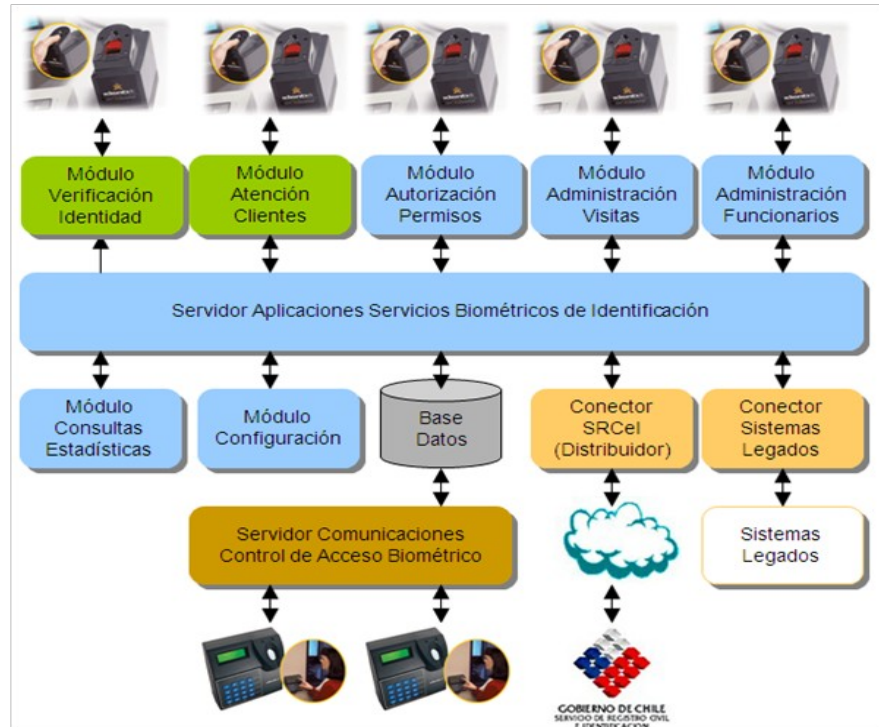 Módulo
Verificación
Identidad
Módulo
Atención
Clientes
Módulo
Autorización
Permisos
Módulo
Administración
Visitas
Módulo
Administración
Funcionarios
Servidor Aplicaciones Servicios Biométricos de Identificación
Módulo
Consultas
Estadísticas
Módulo
Configuración
Base
Datos
Conector
SRCeI
(Distribuidor)
Conector
Sistemas
Legados
Servidor Comunicaciones
Control de Acceso Biométrico
Sistemas
Legados
GOBIERNO DE CHILE
SERVICIO DE REGISTRO CIVIL
E IDENTIFICACION